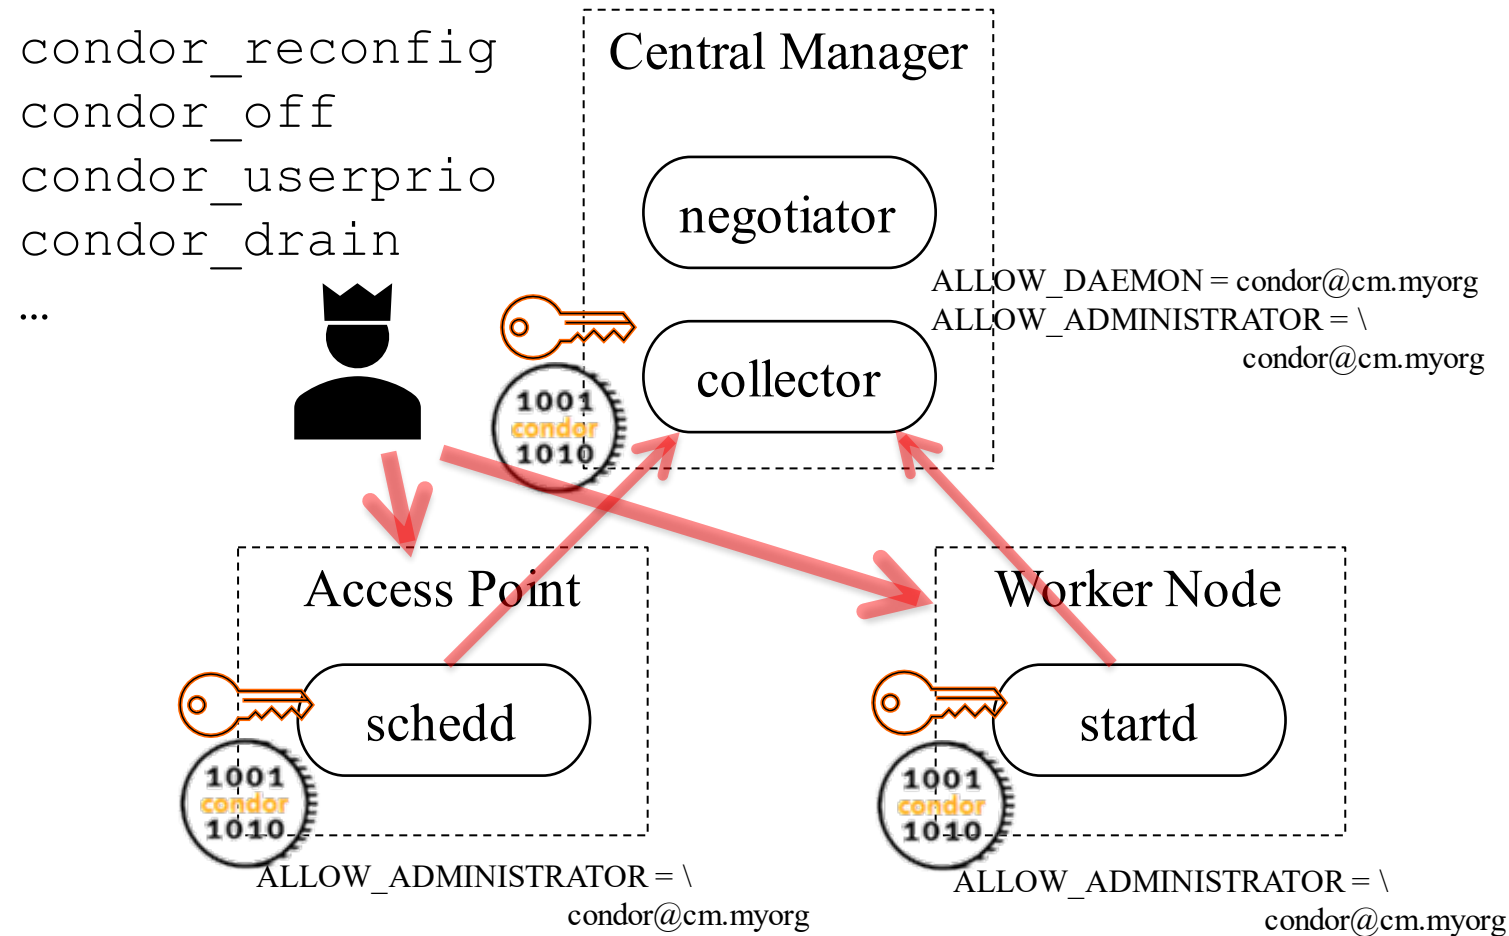 condor_reconfig
condor_off
condor_userprio
condor_drain
...
Central Manager
negotiator
ALLOW_DAEMON = condor@cm.myorg
ALLOW_ADMINISTRATOR = \
condor@cm.myorg
collector
1001
condor
1010
Access Point
schedd
1001
condor
1010
ALLOW_ADMINISTRATOR = \
condor@cm.myorg
Worker Node
startd
1001
condor
1010
ALLOW_ADMINISTRATOR = \
condor@cm.myorg